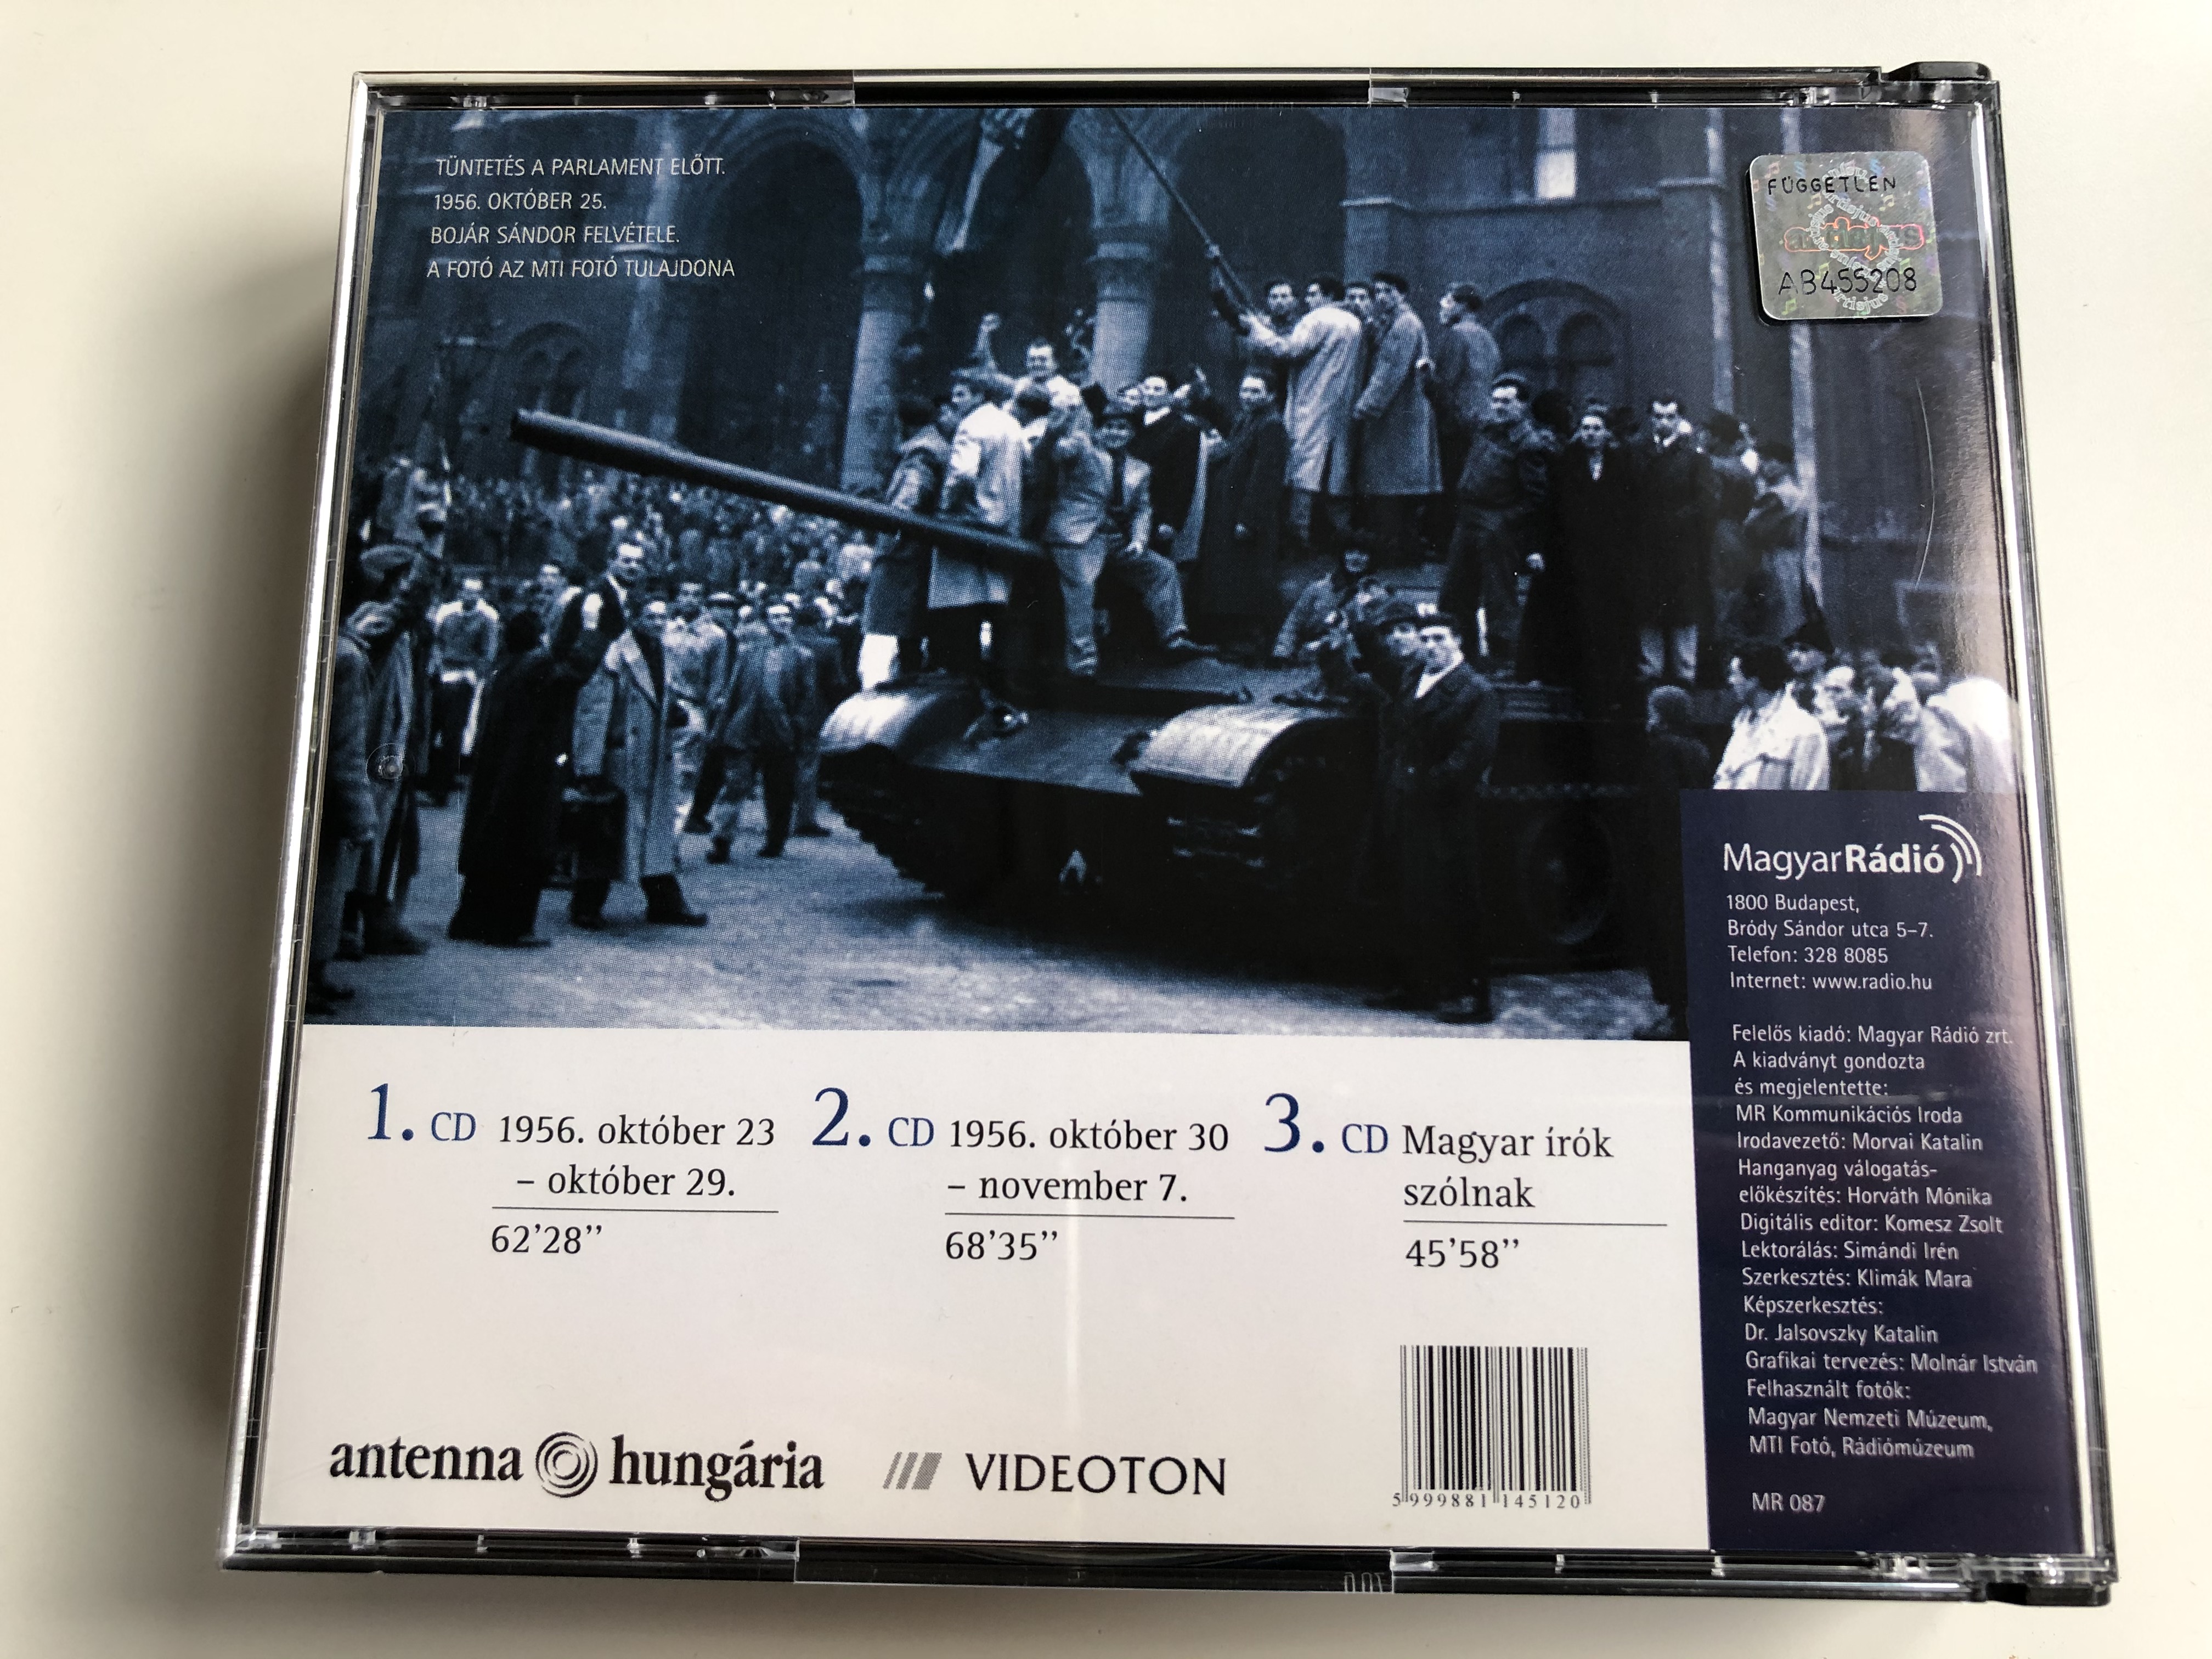 TÜNTETÉS A PARLAMENT ELŐTT.
1956. OKTÓBER 25.
BOJÁR SÁNDOR FELVÉTELE.
A FOTÓ AZ MTI FOTÓ TULAJDONA
FÜGGETLEN
artisjus
AB455208
MagyarRádió
1800 Budapest,
Bródy Sándor utca 5–7.
Telefon: 328 8085
Internet: www.radio.hu
Felelős kiadó: Magyar Rádió zrt.
A kiadványt gondozta
és megjelentette:
MR Kommunikációs Iroda
Irodavezető: Morvai Katalin
Hanganyag válogatás-
előkészítés: Horváth Mónika
Digitális editor: Komesz Zsolt
Lektorálás: Simándi Irén
Szerkesztés: Klimák Mara
Képszerkesztés:
Dr. Jalsovszky Katalin
Grafikai tervezés: Molnár István
Felhasznált fotók:
Magyar Nemzeti Múzeum,
MTI Fotó, Rádiómúzeum
MR 087
1. CD 1956. október 23
– október 29.
62’28’’
2. CD 1956. október 30
– november 7.
68’35’’
3. CD Magyar írók
szólnak
45’58’’
antenna hungária
VIDEOTON
5 999881 145120